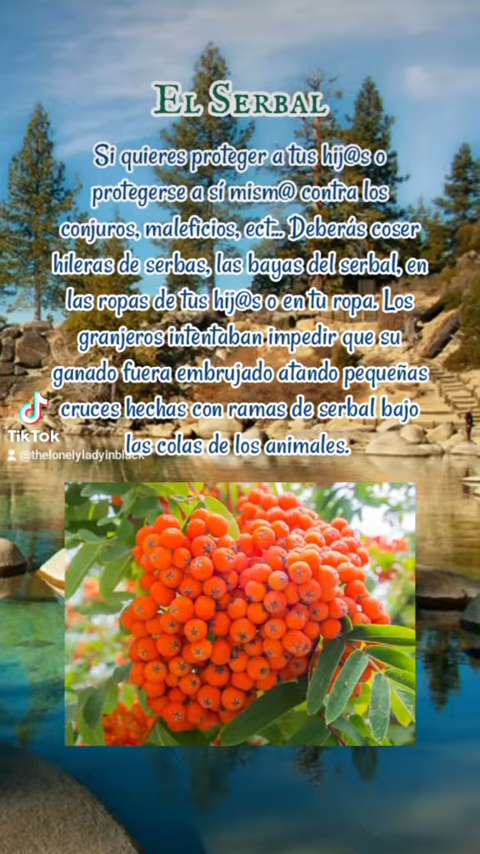 El Serbal
Si quieres proteger a tus hij@s o
protegerse a sí mism@ contra los
conjuros, maleficios, ect... Deberás coser
hileras de serbas, las bayas del serbal, en
las ropas de tus hij@s o en tu ropa. Los
granjeros intentaban impedir que su
ganado fuera embrujado atando pequeñas
cruces hechas con ramas de serbal bajo
las colas de los animales.
TikTok
@thelonelyladyinblack